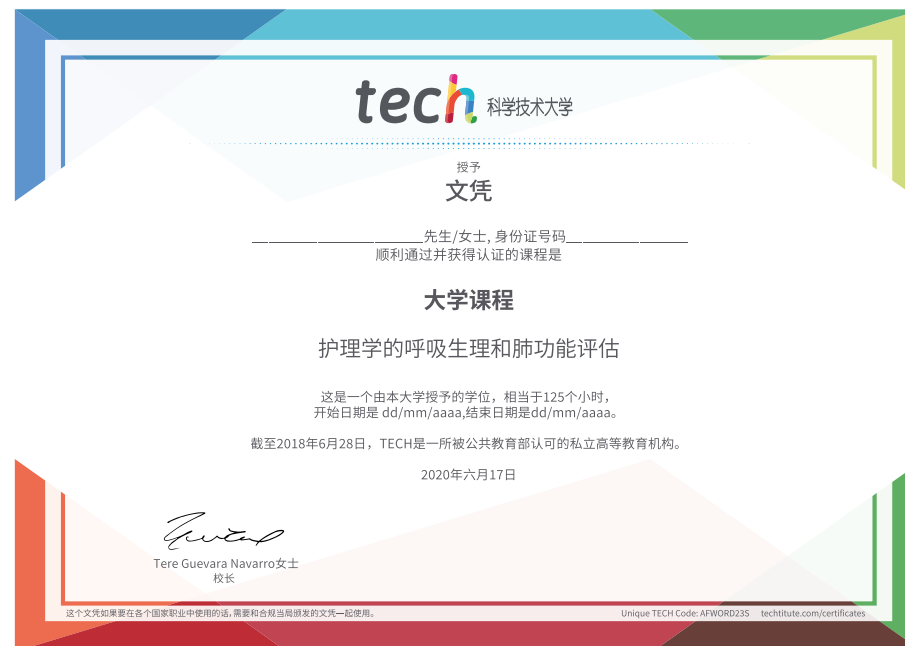 tech 科学技术大学
授予
文凭
_____________________先生/女士, 身份证号码_______________
顺利通过并获得认证的课程是
大学课程
护理学的呼吸生理和肺功能评估
这是一个由本大学授予的学位，相当于125个小时，
开始日期是 dd/mm/aaaa,结束日期是dd/mm/aaaa。
截至2018年6月28日，TECH是一所被公共教育部认可的私立高等教育机构。
2020年六月17日
Tere Guevara Navarro女士
校长
这个文凭如果要在各个国家职业中使用的话, 需要和合规当局颁发的文凭一起使用。
Unique TECH Code: AFWORD23S techtitute.com/certificates